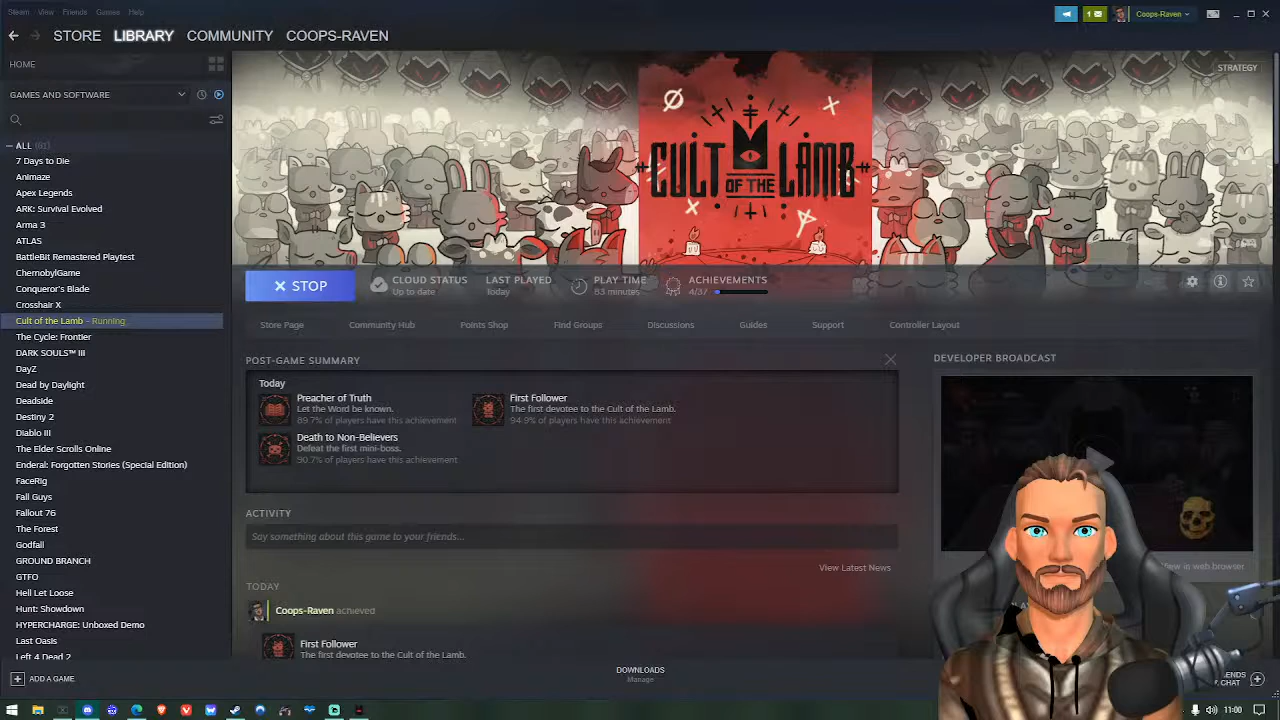 Steam View Friends Games Help
1 Coops-Raven
STORE LIBRARY COMMUNITY COOPS-RAVEN
HOME
GAMES AND SOFTWARE
ALL (61)
7 Days to Die
Animaze
Apex Legends
ARK: Survival Evolved
Arma 3
ATLAS
BattleBit Remastered Playtest
ChemobylGame
Conqueror's Blade
Crosshair X
Cult of the Lamb - Running
The Cycle: Frontier
DARK SOULS™ III
DayZ
Dead by Daylight
Deadside
Destiny 2
Diablo III
The Elder Scrolls Online
Enderal: Forgotten Stories (Special Edition)
FaceRig
Fall Guys
Fallout 76
The Forest
Godfall
GROUND BRANCH
GTFO
Hell Let Loose
Hunt: Showdown
HYPERCHARGE: Unboxed Demo
Last Oasis
Left 4 Dead 2
ADD A GAME
STRATEGY
CULT
OF THE
LAMB
STOP
CLOUD STATUS
Up to date
LAST PLAYED
Today
PLAY TIME
83 minutes
ACHIEVEMENTS
4/37
Store Page Community Hub Points Shop Find Groups Discussions Guides Support Controller Layout
POST-GAME SUMMARY
Today
Preacher of Truth
Let the Word be known.
89.7% of players have this achievement
First Follower
The first devotee to the Cult of the Lamb.
94.9% of players have this achievement
Death to Non-Believers
Defeat the first mini-boss.
90.7% of players have this achievement
ACTIVITY
Say something about this game to your friends...
View Latest News
TODAY
Coops-Raven achieved
First Follower
The first devotee to the Cult of the Lamb.
DEVELOPER BROADCAST
View in web browser
DOWNLOADS
Manage
ENDS
& CHAT
11:00